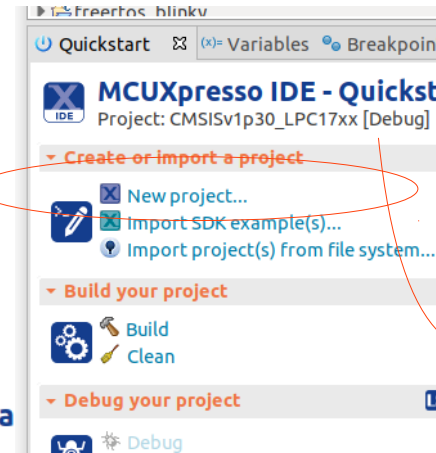 freertos_blinky
Quickstart (x)= Variables Breakpoin
MCUXpresso IDE - Quickst
IDE
Project: CMSISv1p30_LPC17xx [Debug]
Create or import a project
New project...
Import SDK example(s)...
Import project(s) from file system...
Build your project
Build
Clean
a
Debug your project
Debug